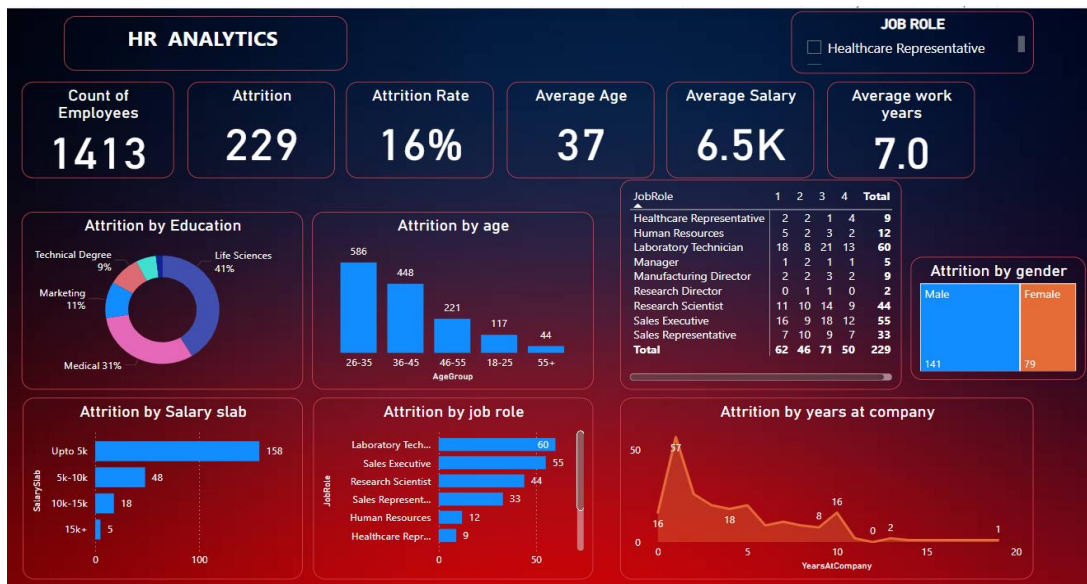 HR ANALYTICS
JOB ROLE
Healthcare Representative
Count of
Employees
1413
Attrition
229
Attrition Rate
16%
Average Age
37
Average Salary
6.5K
Average work
years
7.0
Attrition by Education
Technical Degree
9%
Life Sciences
41%
Marketing
11%
Medical 31%
Attrition by age
586
448
221
117
44
26-35 36-45 46-55 18-25 55+
AgeGroup
JobRole 1 2 3 4 Total
Healthcare Representative 2 2 1 4 9
Human Resources 5 2 3 2 12
Laboratory Technician 18 8 21 13 60
Manager 1 2 1 1 5
Manufacturing Director 2 2 3 2 9
Research Director 0 1 1 0 2
Research Scientist 11 10 14 9 44
Sales Executive 16 9 18 12 55
Sales Representative 7 10 9 7 33
Total 62 46 71 50 229
Attrition by gender
Male Female
141 79
Attrition by Salary slab
SalarySlab
Upto 5k 158
5k-10k 48
10k-15k 18
15k+ 5
0 100
Attrition by job role
JobRole
Laboratory Tech... 60
Sales Executive 55
Research Scientist 44
Sales Represent... 33
Human Resources 12
Healthcare Repr... 9
0 50
Attrition by years at company
50
0
57
16
18
8
16
0
2
1
0 5 10 15 20
YearsAtCompany